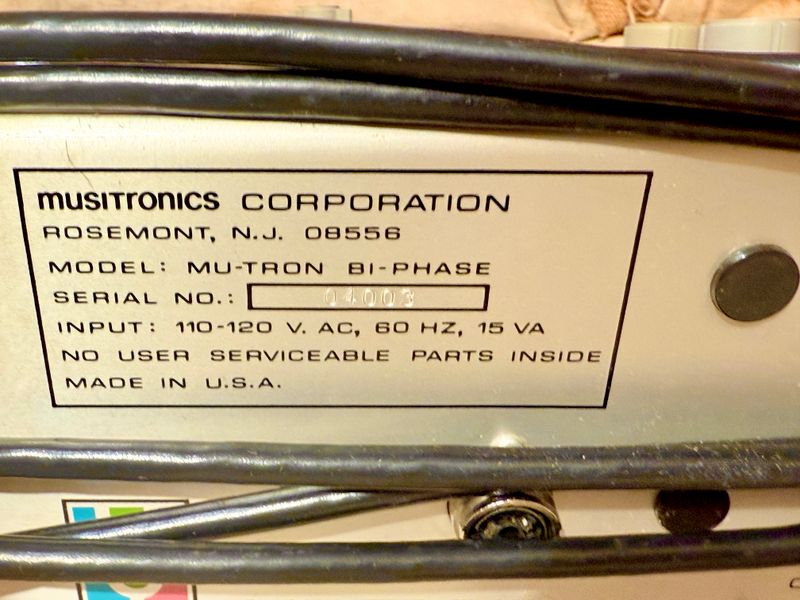 musitronics CORPORATION
ROSEMONT, N.J. 08556
MODEL: MU-TRON BI-PHASE
SERIAL NO.: 04003
INPUT: 110-120 V. AC, 60 HZ, 15 VA
NO USER SERVICEABLE PARTS INSIDE
MADE IN U.S.A.